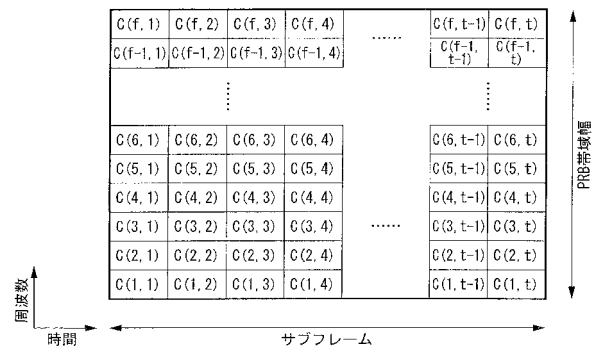 C(f, 1) C(f, 2) C(f, 3) C(f, 4) …… C(f, t-1) C(f, t)
C(f-1, 1) C(f-1, 2) C(f-1, 3) C(f-1, 4) C(f-1, t-1) C(f-1, t)
C(6, 1) C(6, 2) C(6, 3) C(6, 4) C(6, t-1) C(6, t)
C(5, 1) C(5, 2) C(5, 3) C(5, 4) C(5, t-1) C(5, t)
C(4, 1) C(4, 2) C(4, 3) C(4, 4) C(4, t-1) C(4, t)
C(3, 1) C(3, 2) C(3, 3) C(3, 4) …… C(3, t-1) C(3, t)
C(2, 1) C(2, 2) C(2, 3) C(2, 4) C(2, t-1) C(2, t)
C(1, 1) C(1, 2) C(1, 3) C(1, 4) C(1, t-1) C(1, t)
PRB帯域幅
周波数
時間
サブフレーム